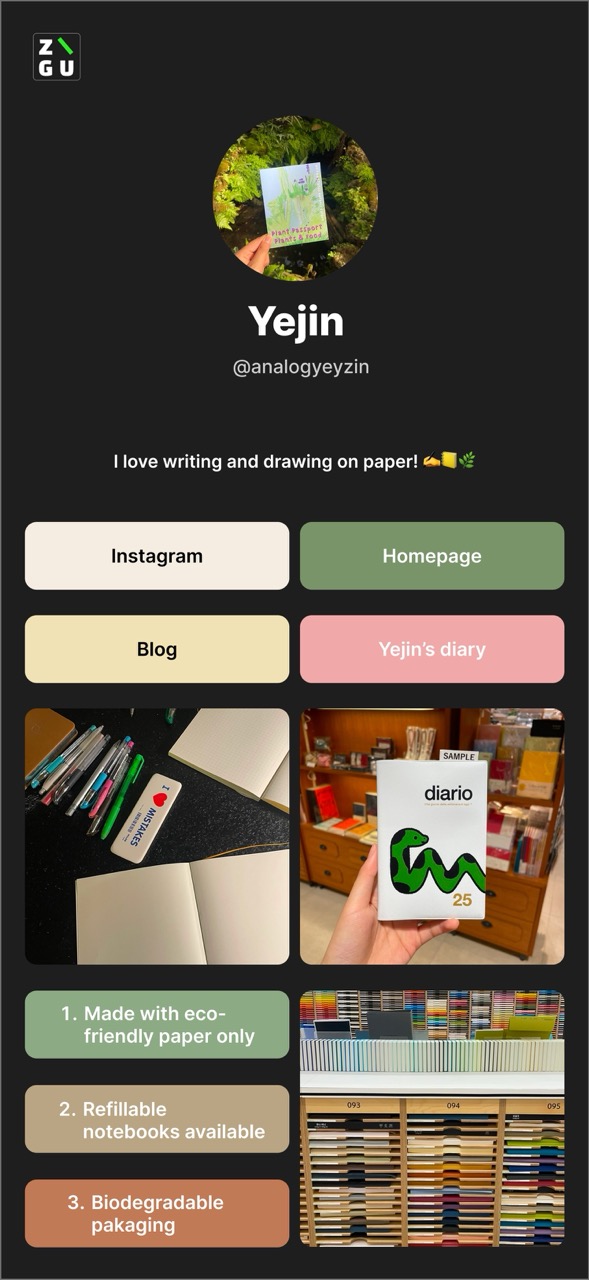 Z \
G U
Plant Passport
Plants & Food
Yejin
@analogyeyzin
I love writing and drawing on paper! ✍️📒🌿
Instagram
Homepage
Blog
Yejin’s diary
I ❤ MISTAKES
SAMPLE
diario
25
1. Made with eco-
friendly paper only
2. Refillable
notebooks available
3. Biodegradable
pakaging
093
094
095